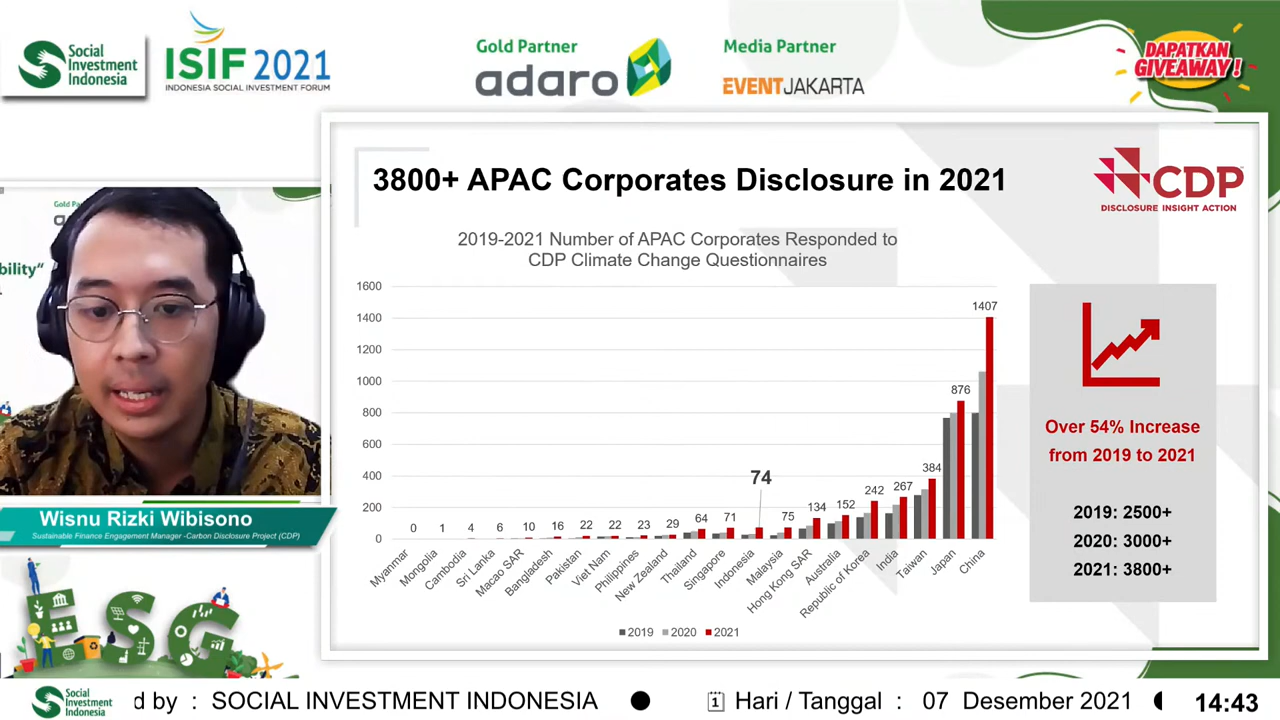 Social
Investment
Indonesia
ISIF 2021
INDONESIA SOCIAL INVESTMENT FORUM
Gold Partner
adaro
Media Partner
EVENTJAKARTA
DAPATKAN
GIVEAWAY !
3800+ APAC Corporates Disclosure in 2021
CDP
DISCLOSURE INSIGHT ACTION
2019-2021 Number of APAC Corporates Responded to
CDP Climate Change Questionnaires
1600
1400
1200
1000
800
600
400
200
0
0 1 4 6 10 16 22 22 23 29 64 71 74 75 134 152 242 267 384 876 1407
Myanmar
Mongolia
Cambodia
Sri Lanka
Macao SAR
Bangladesh
Pakistan
Viet Nam
Philippines
New Zealand
Thailand
Singapore
Indonesia
Malaysia
Hong Kong SAR
Australia
Republic of Korea
India
Taiwan
Japan
China
2019 2020 2021
Over 54% Increase
from 2019 to 2021
2019: 2500+
2020: 3000+
2021: 3800+
Gold Par
bility"
Wisnu Rizki Wibisono
Sustainable Finance Engagement Manager -Carbon Disclosure Project (CDP)
ESG
Social
Investment
Indonesia
d by : SOCIAL INVESTMENT INDONESIA
Hari / Tanggal : 07 Desember 2021
14:43